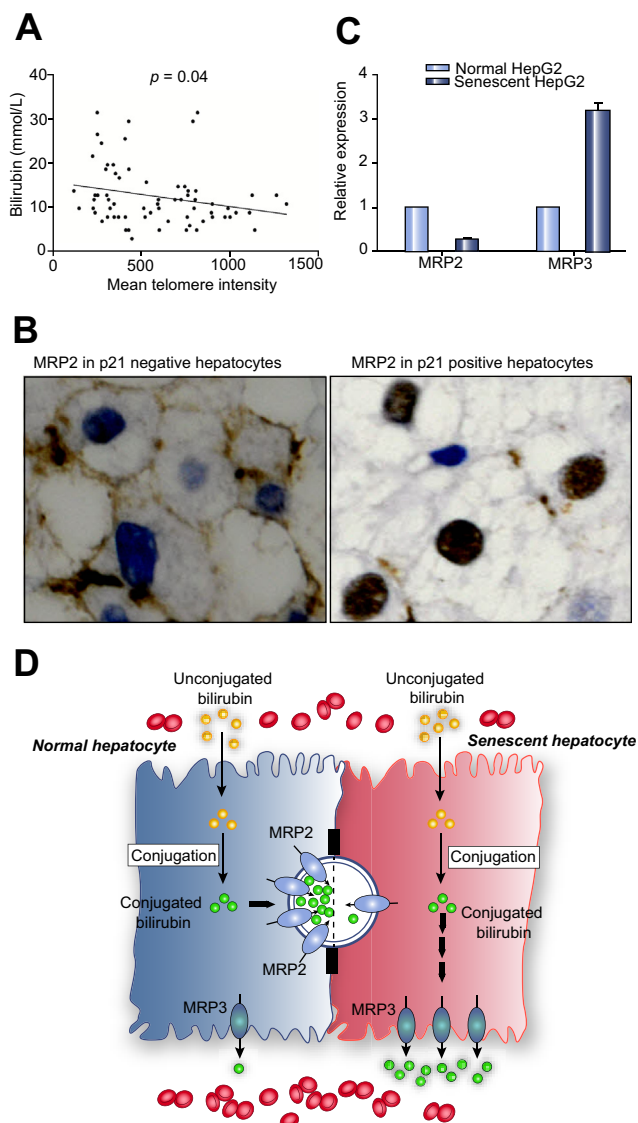 A
p = 0.04
Bilirubin (mmol/L)
40
30
20
10
0
0
500
1000
1500
Mean telomere intensity
C
Normal HepG2
Senescent HepG2
Relative expression
4
3
2
1
0
MRP2
MRP3
B
MRP2 in p21 negative hepatocytes
MRP2 in p21 positive hepatocytes
D
Unconjugated
bilirubin
Unconjugated
bilirubin
Normal hepatocyte
Senescent hepatocyte
MRP2
Conjugation
Conjugation
Conjugated
bilirubin
Conjugated
bilirubin
MRP2
MRP3
MRP3